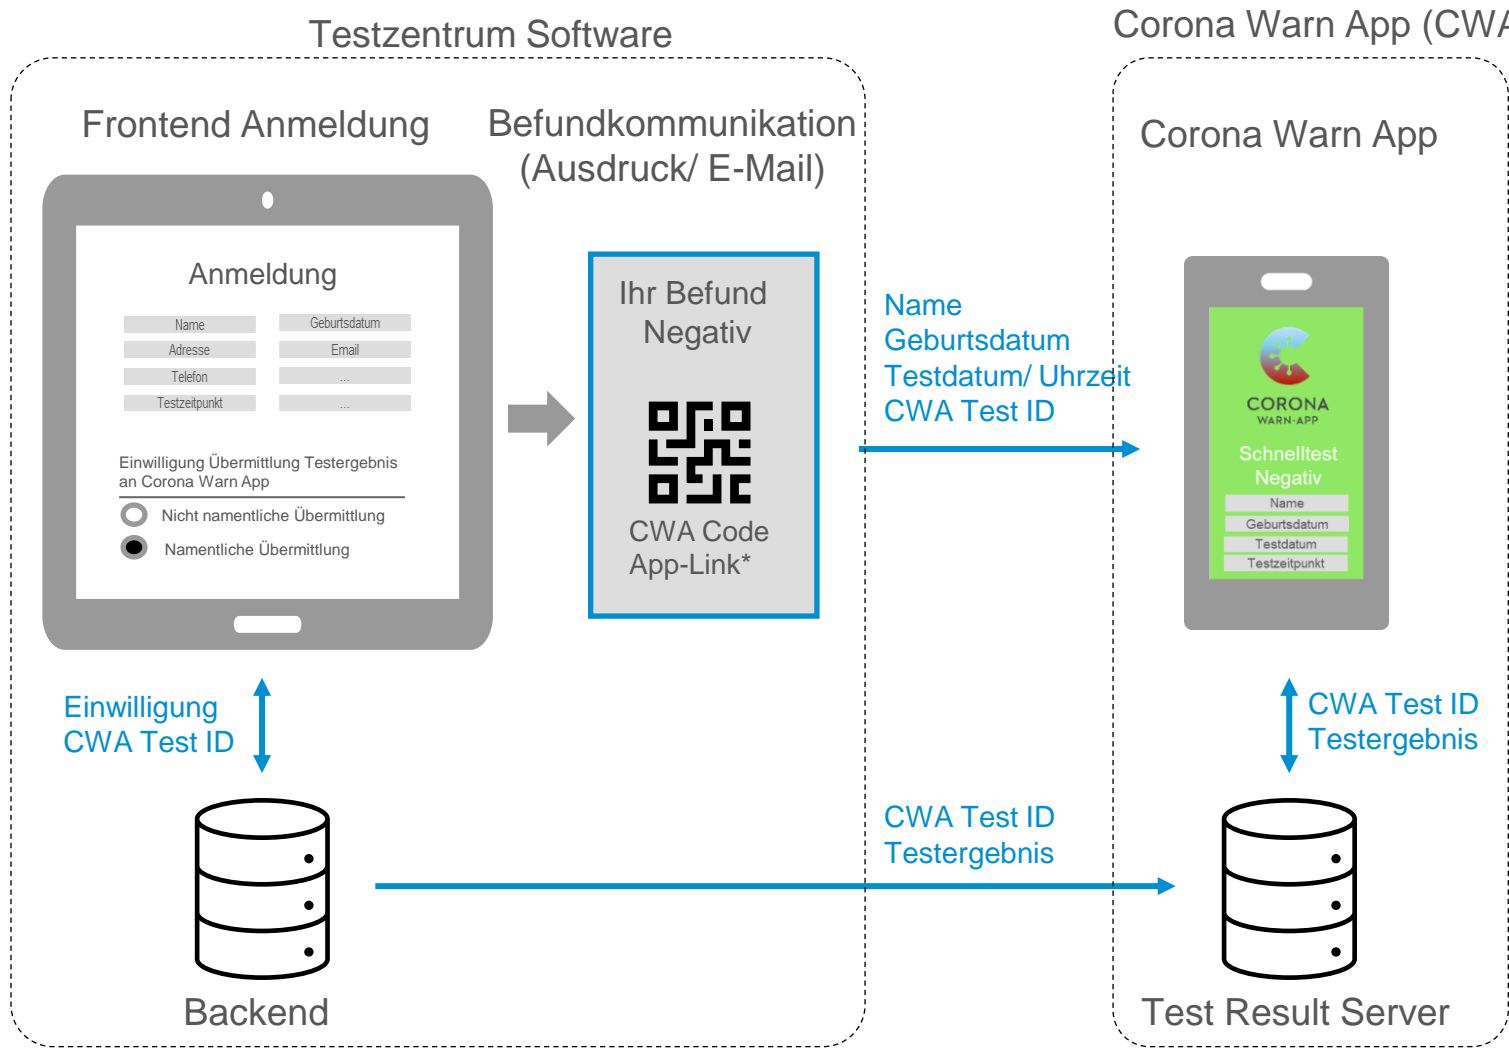 Testzentrum Software
Corona Warn App (CWA
Frontend Anmeldung
Befundkommunikation
(Ausdruck/ E-Mail)
Corona Warn App
Anmeldung
Name
Geburtsdatum
Adresse
Email
Telefon
...
Testzeitpunkt
...
Einwilligung Übermittlung Testergebnis
an Corona Warn App
Nicht namentliche Übermittlung
Namentliche Übermittlung
Ihr Befund
Negativ
CWA Code
App-Link*
Name
Geburtsdatum
Testdatum/ Uhrzeit
CWA Test ID
CORONA
WARN-APP
Schnelltest
Negativ
Name
Geburtsdatum
Testdatum
Testzeitpunkt
Einwilligung
CWA Test ID
CWA Test ID
Testergebnis
CWA Test ID
Testergebnis
Backend
Test Result Server